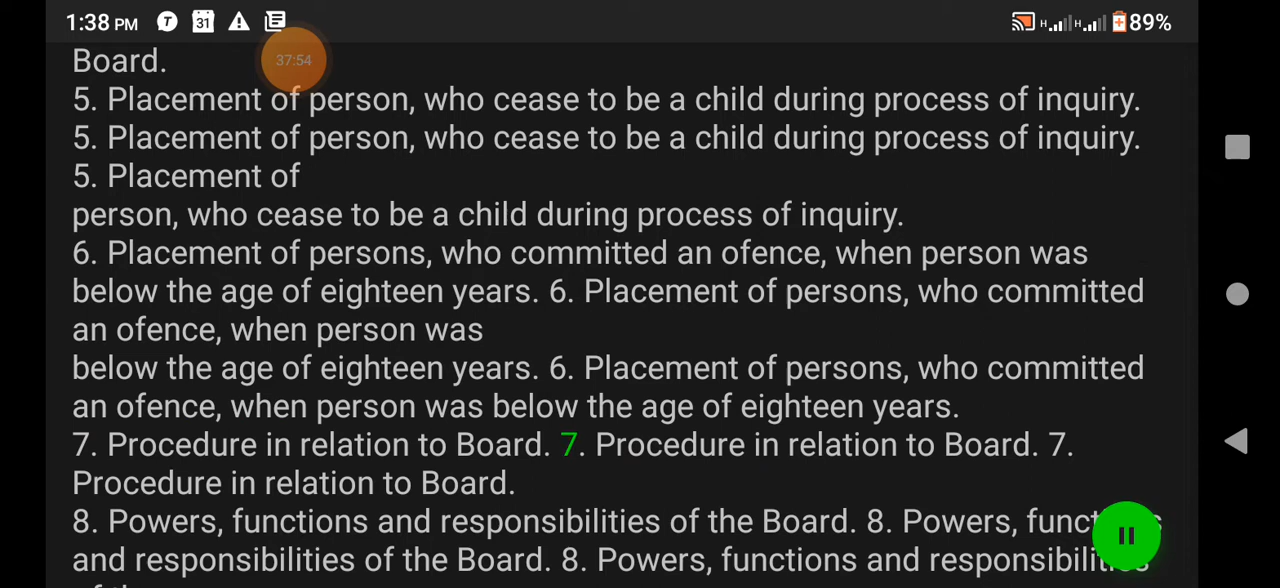 1:38 PM T 31 H H 89%
Board.
37:54
5. Placement of person, who cease to be a child during process of inquiry.
5. Placement of person, who cease to be a child during process of inquiry.
5. Placement of
person, who cease to be a child during process of inquiry.
6. Placement of persons, who committed an ofence, when person was
below the age of eighteen years. 6. Placement of persons, who committed
an ofence, when person was
below the age of eighteen years. 6. Placement of persons, who committed
an ofence, when person was below the age of eighteen years.
7. Procedure in relation to Board. 7. Procedure in relation to Board. 7.
Procedure in relation to Board.
8. Powers, functions and responsibilities of the Board. 8. Powers,
and responsibilities of the Board. 8. Powers, functions and responsibilities